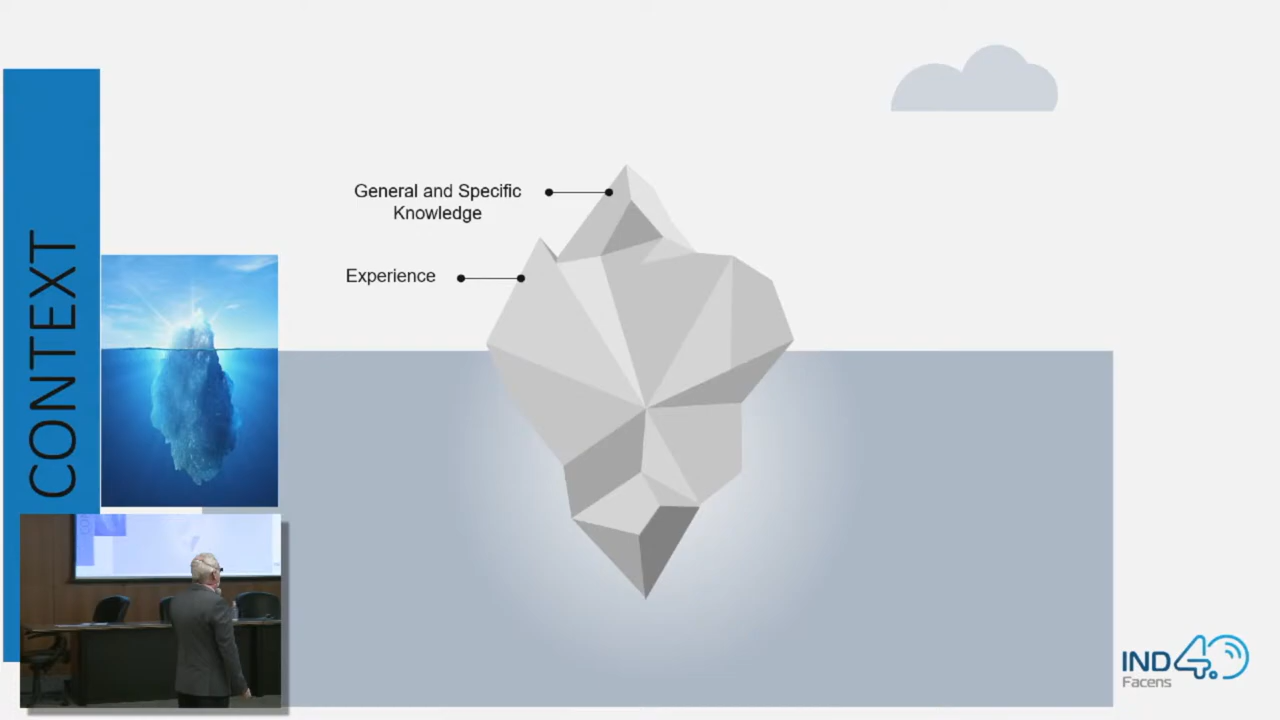 CONTEXT
General and Specific
Knowledge
Experience
IND4.0
Facens